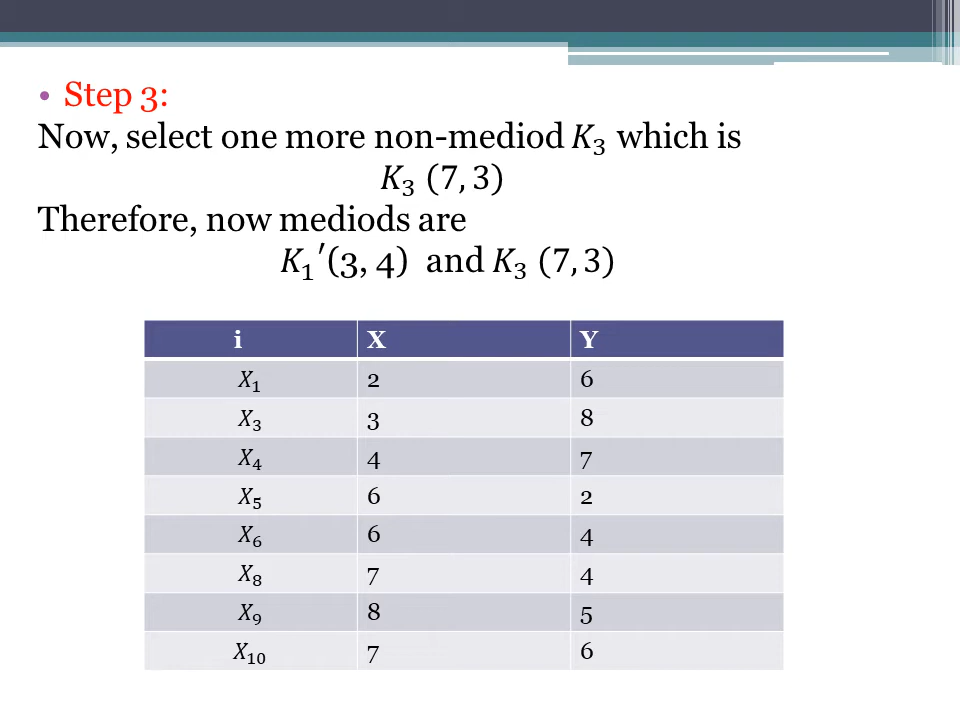 • Step 3:
Now, select one more non-mediod K₃ which is
K₃ (7, 3)
Therefore, now mediods are
K₁′(3, 4) and K₃ (7, 3)
i X Y
X₁ 2 6
X₃ 3 8
X₄ 4 7
X₅ 6 2
X₆ 6 4
X₈ 7 4
X₉ 8 5
X₁₀ 7 6